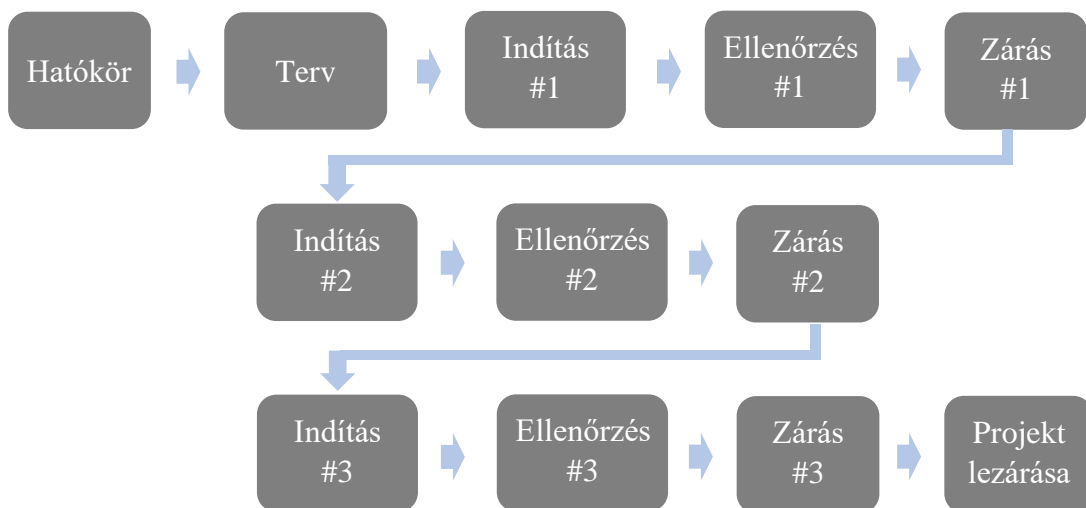 Hatókör
Terv
Indítás
#1
Ellenőrzés
#1
Zárás
#1
Indítás
#2
Ellenőrzés
#2
Zárás
#2
Indítás
#3
Ellenőrzés
#3
Zárás
#3
Projekt
lezárása